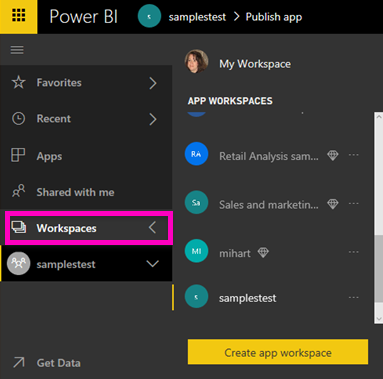 Power BI
s samplestest > Publish app
Favorites
Recent
Apps
Shared with me
Workspaces
samplestest
Get Data
My Workspace
APP WORKSPACES
RA Retail Analysis sam... ...
Sa Sales and marketin... ...
MI mihart ...
s samplestest ...
Create app workspace